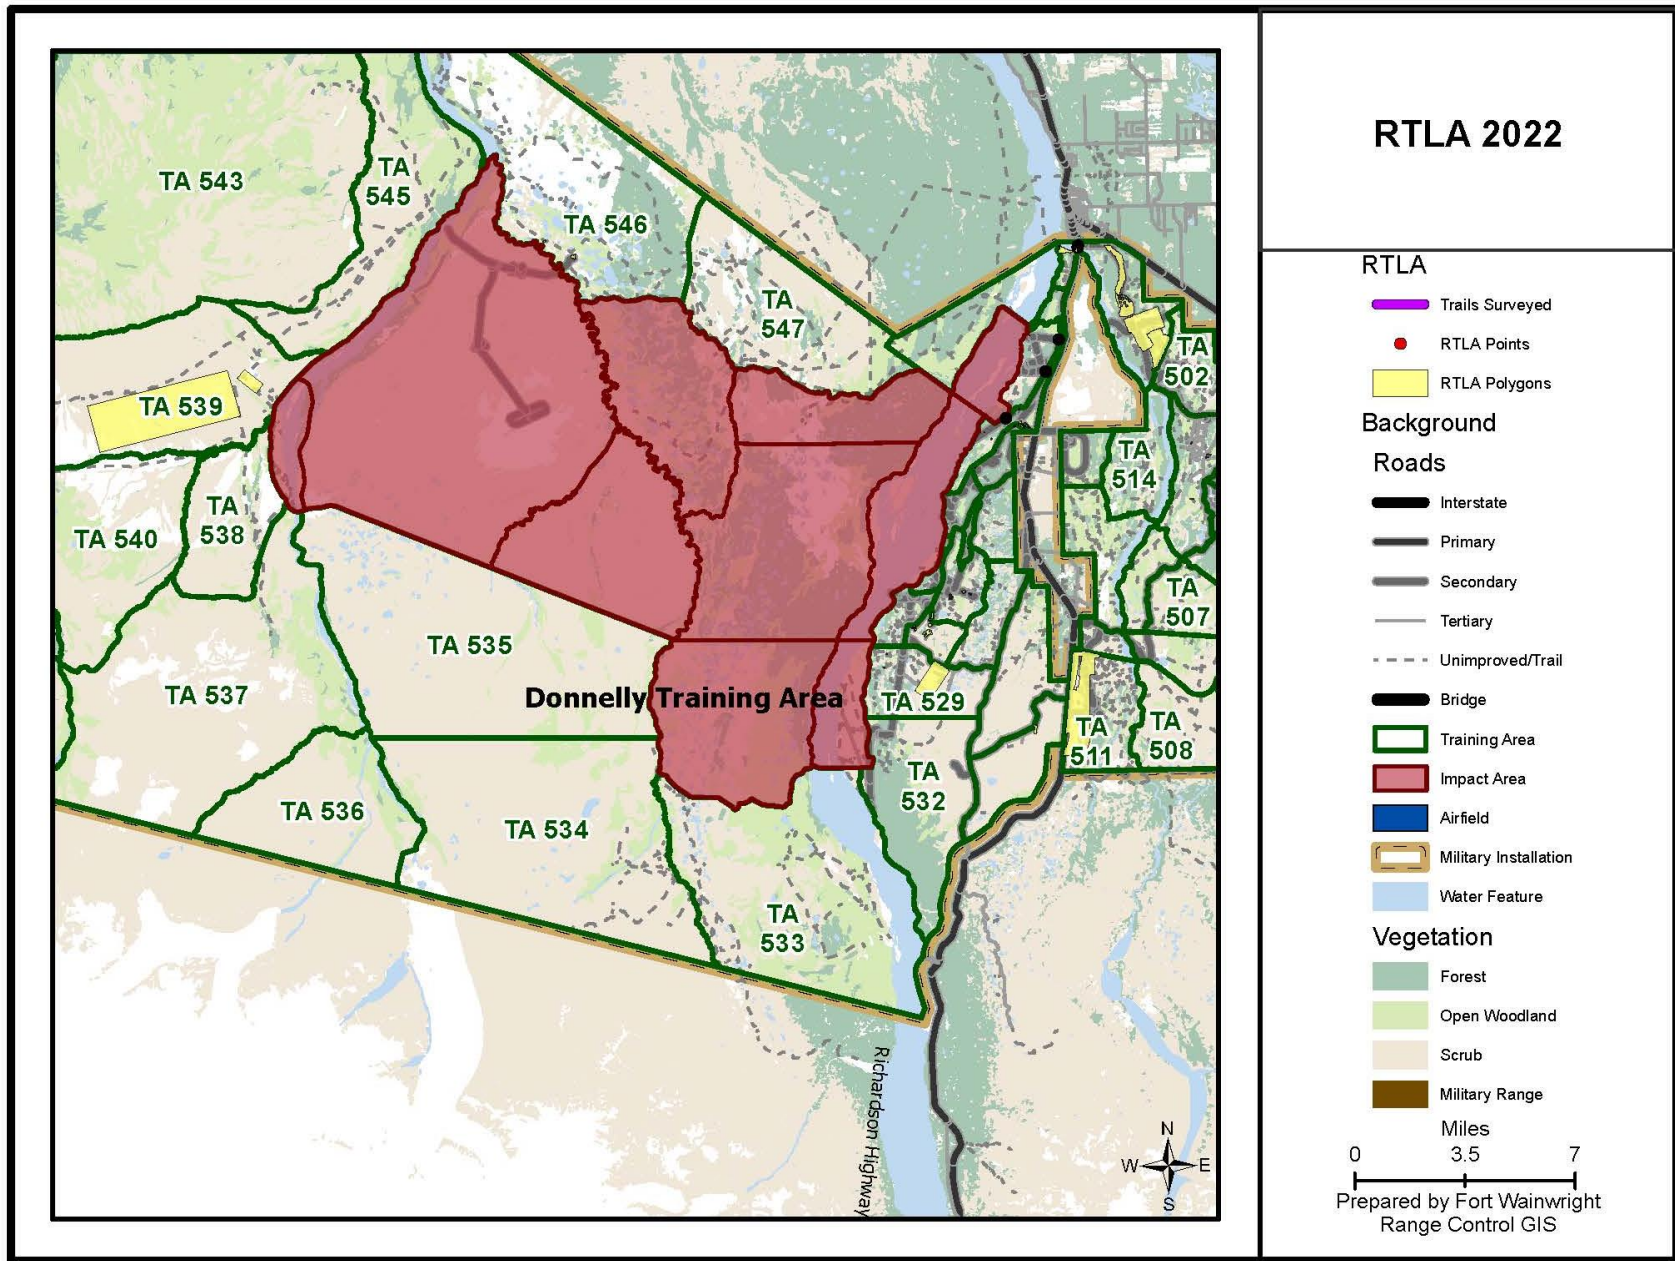 RTLA 2022
TA 543
TA
545
TA 546
TA
547
TA 539
TA
502
TA
514
TA 540
TA
538
TA
507
TA 535
TA 537
Donnelly Training Area
TA 529
TA
511
TA
508
TA
532
TA 536
TA 534
TA
533
Richardson Highway
N
W
E
S
RTLA
Trails Surveyed
RTLA Points
RTLA Polygons
Background
Roads
Interstate
Primary
Secondary
Tertiary
Unimproved/Trail
Bridge
Training Area
Impact Area
Airfield
Military Installation
Water Feature
Vegetation
Forest
Open Woodland
Scrub
Military Range
Miles
0 3.5 7
Prepared by Fort Wainwright
Range Control GIS